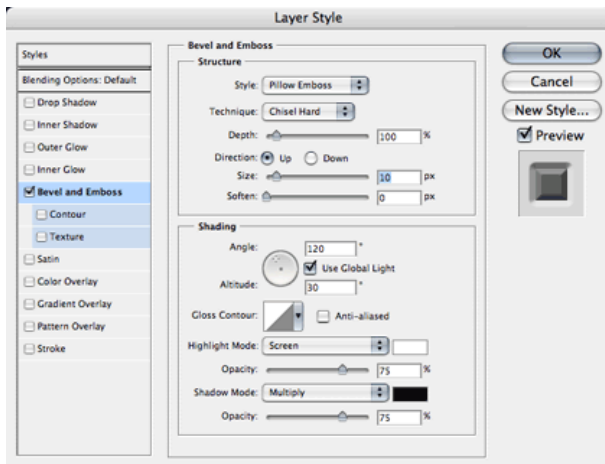 Layer Style
Styles
Blending Options: Default
Drop Shadow
Inner Shadow
Outer Glow
Inner Glow
Bevel and Emboss
Contour
Texture
Satin
Color Overlay
Gradient Overlay
Pattern Overlay
Stroke
Bevel and Emboss
Structure
Style: Pillow Emboss
Technique: Chisel Hard
Depth: 100 %
Direction: Up Down
Size: 10 px
Soften: 0 px
Shading
Angle: 120 °
Use Global Light
Altitude: 30 °
Gloss Contour: Anti-aliased
Highlight Mode: Screen
Opacity: 75 %
Shadow Mode: Multiply
Opacity: 75 %
OK
Cancel
New Style...
Preview